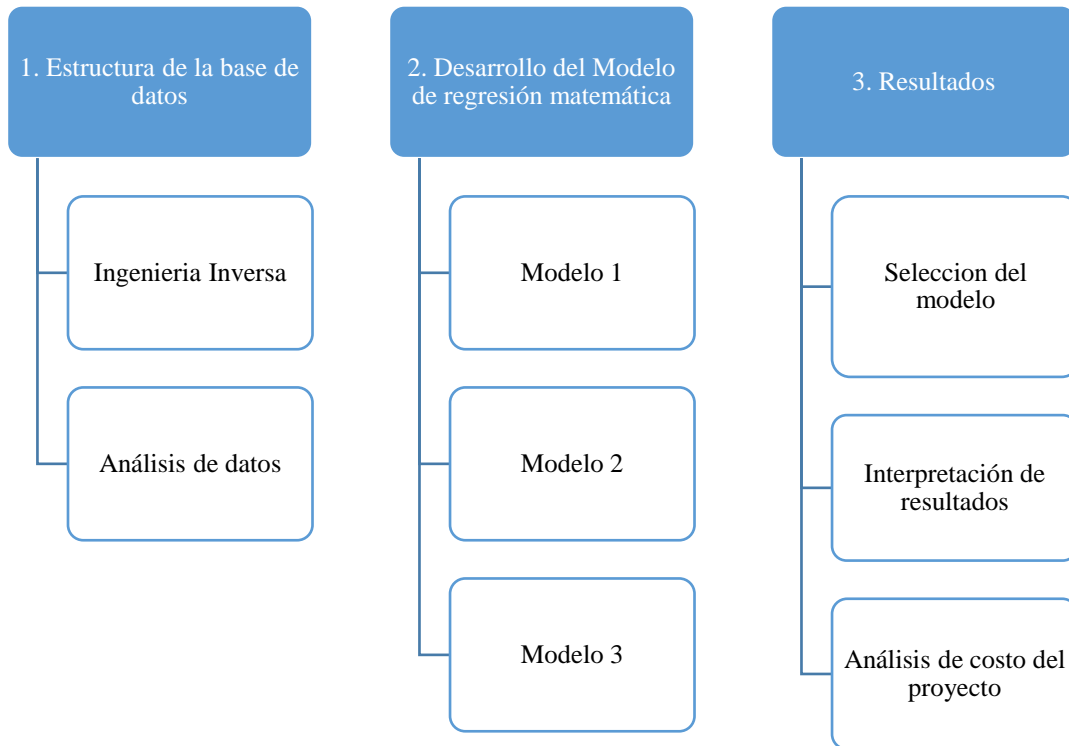 1. Estructura de la base de
datos
Ingenieria Inversa
Análisis de datos
2. Desarrollo del Modelo
de regresión matemática
Modelo 1
Modelo 2
Modelo 3
3. Resultados
Seleccion del
modelo
Interpretación de
resultados
Análisis de costo del
proyecto